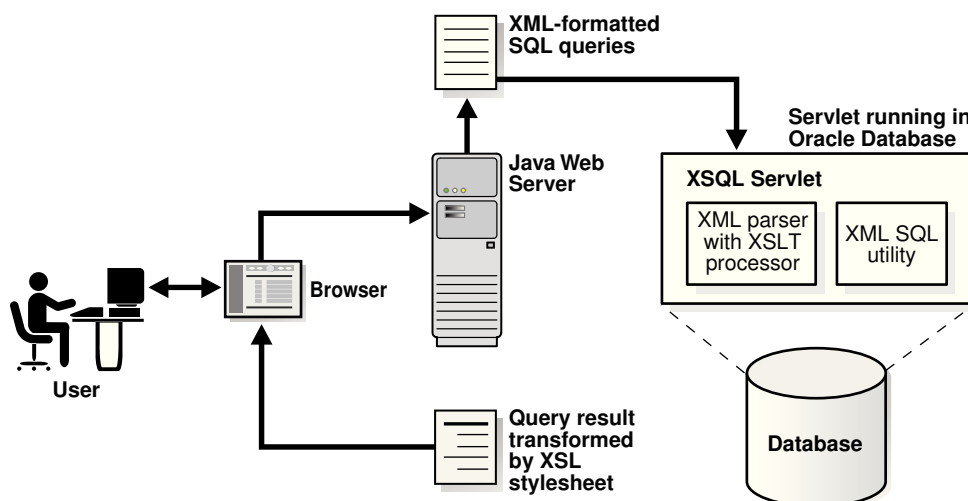 XML-formatted
SQL queries
Servlet running in
Oracle Database
Java Web
Server
XSQL Servlet
XML parser
with XSLT
processor
XML SQL
utility
Browser
User
Query result
transformed
by XSL
stylesheet
Database